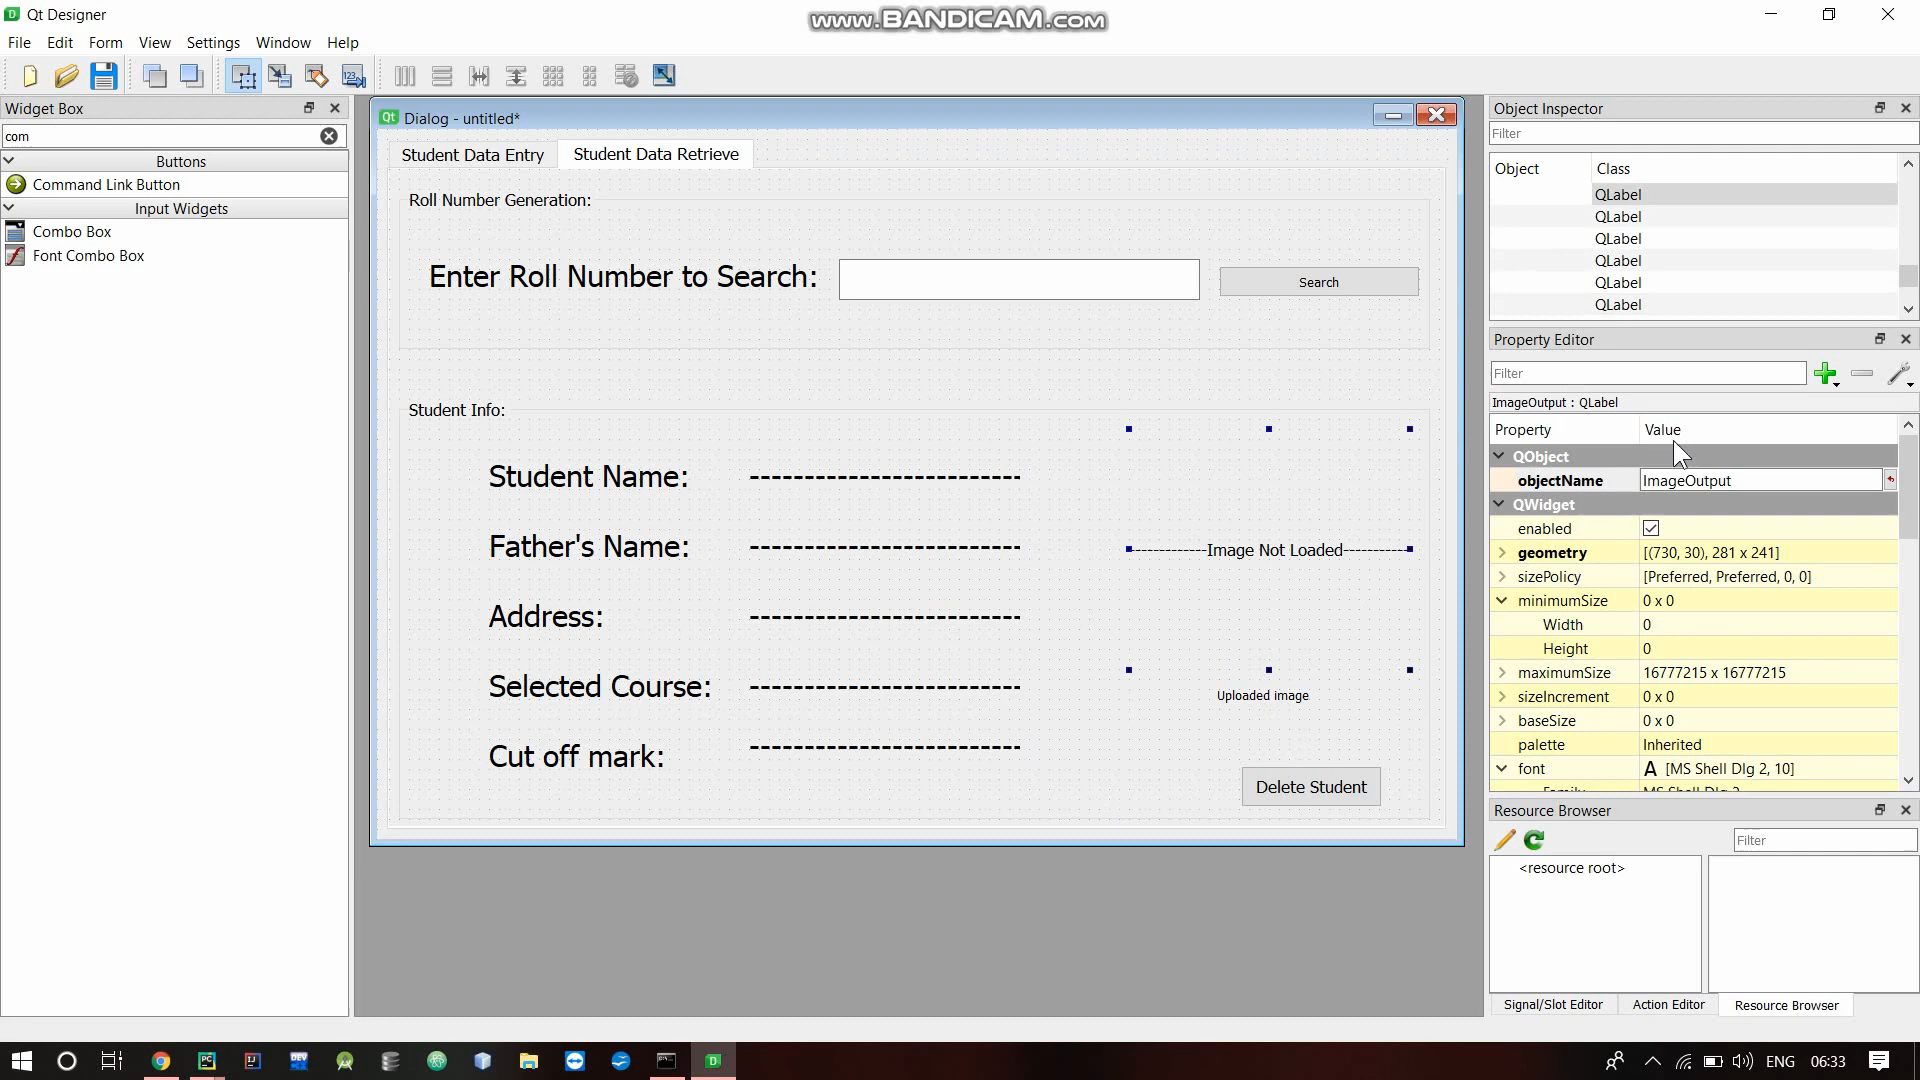 Qt Designer
www.BANDICAM.com
File Edit Form View Settings Window Help
Widget Box
com
Buttons
Command Link Button
Input Widgets
Combo Box
Font Combo Box
Dialog - untitled*
Student Data Entry
Student Data Retrieve
Roll Number Generation:
Enter Roll Number to Search:
Search
Student Info:
Student Name: ---------------------------
Father's Name: ---------------------------
-------------Image Not Loaded-----------
Address: ---------------------------
Selected Course: ---------------------------
Uploaded image
Cut off mark: ---------------------------
Delete Student
Object Inspector
Filter
Object Class
QLabel
QLabel
QLabel
QLabel
QLabel
QLabel
Property Editor
Filter
ImageOutput : QLabel
Property Value
QObject
objectName ImageOutput
QWidget
enabled
geometry [(730, 30), 281 x 241]
sizePolicy [Preferred, Preferred, 0, 0]
minimumSize 0 x 0
Width 0
Height 0
maximumSize 16777215 x 16777215
sizeIncrement 0 x 0
baseSize 0 x 0
palette Inherited
font A [MS Shell Dlg 2, 10]
Family MS Shell Dlg 2
Resource Browser
Filter
<resource root>
Signal/Slot Editor Action Editor Resource Browser
ENG 06:33